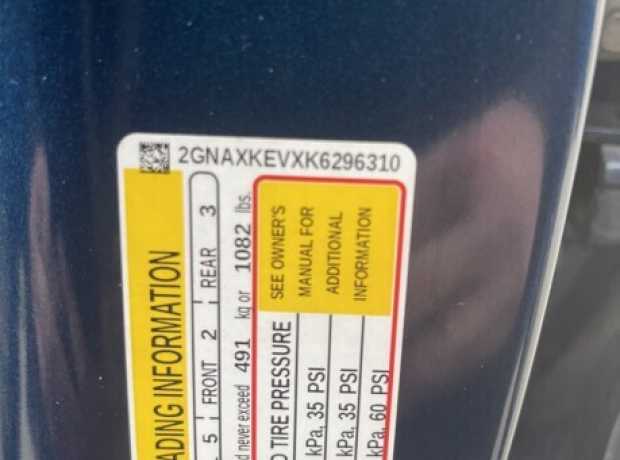 2GNAXKEVXK6296310
ADING INFORMATION
5 FRONT 2 REAR 3
d never exceed 491 kg or 1082 lbs.
TIRE PRESSURE
SEE OWNER'S
MANUAL FOR
ADDITIONAL
INFORMATION
kPa, 35 PSI
kPa, 35 PSI
kPa, 60 PSI